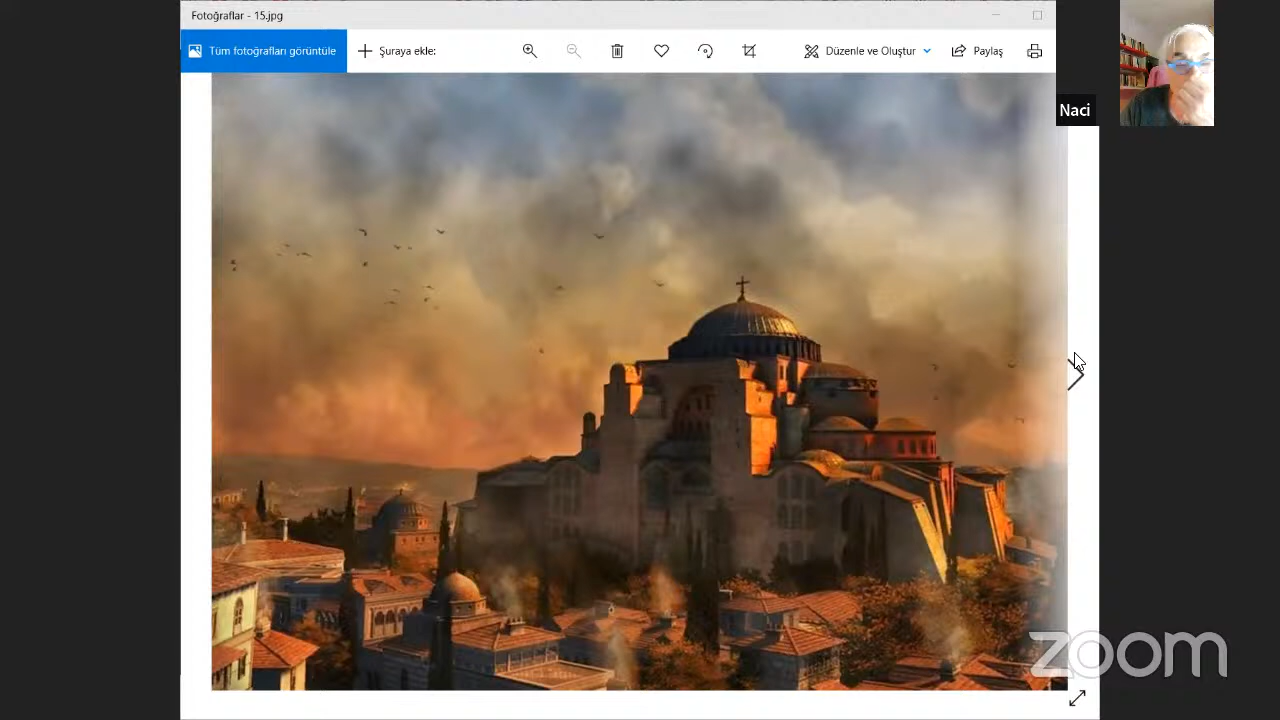 Fotoğraflar - 15.jpg
Tüm fotoğrafları görüntüle Şuraya ekle: Düzenle ve Oluştur Paylaş
Naci
zoom